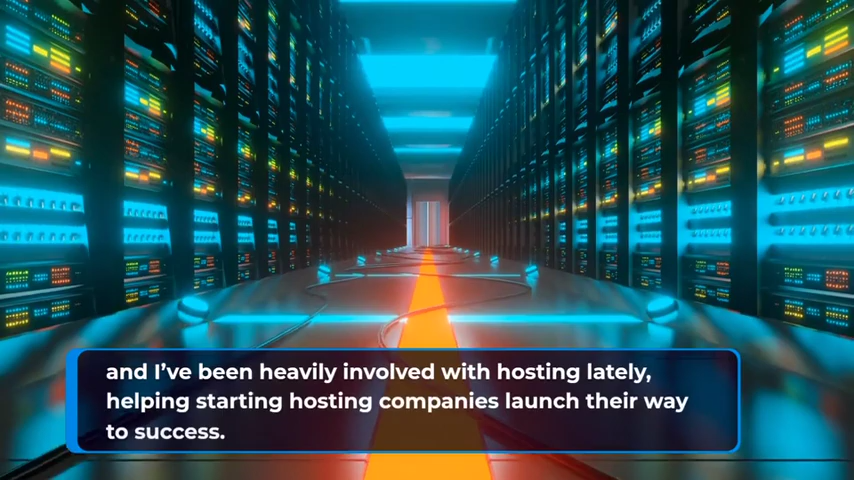 and I’ve been heavily involved with hosting lately,
helping starting hosting companies launch their way
to success.